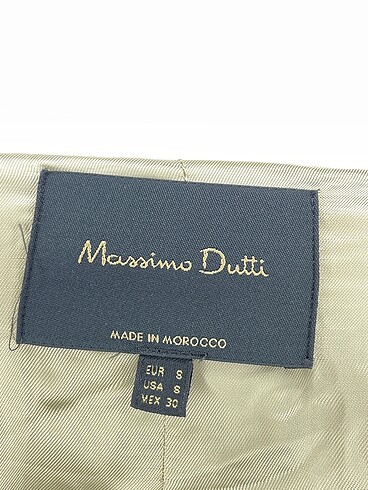 Massimo Dutti
MADE IN MOROCCO
EUR S
USA S
MEX 30